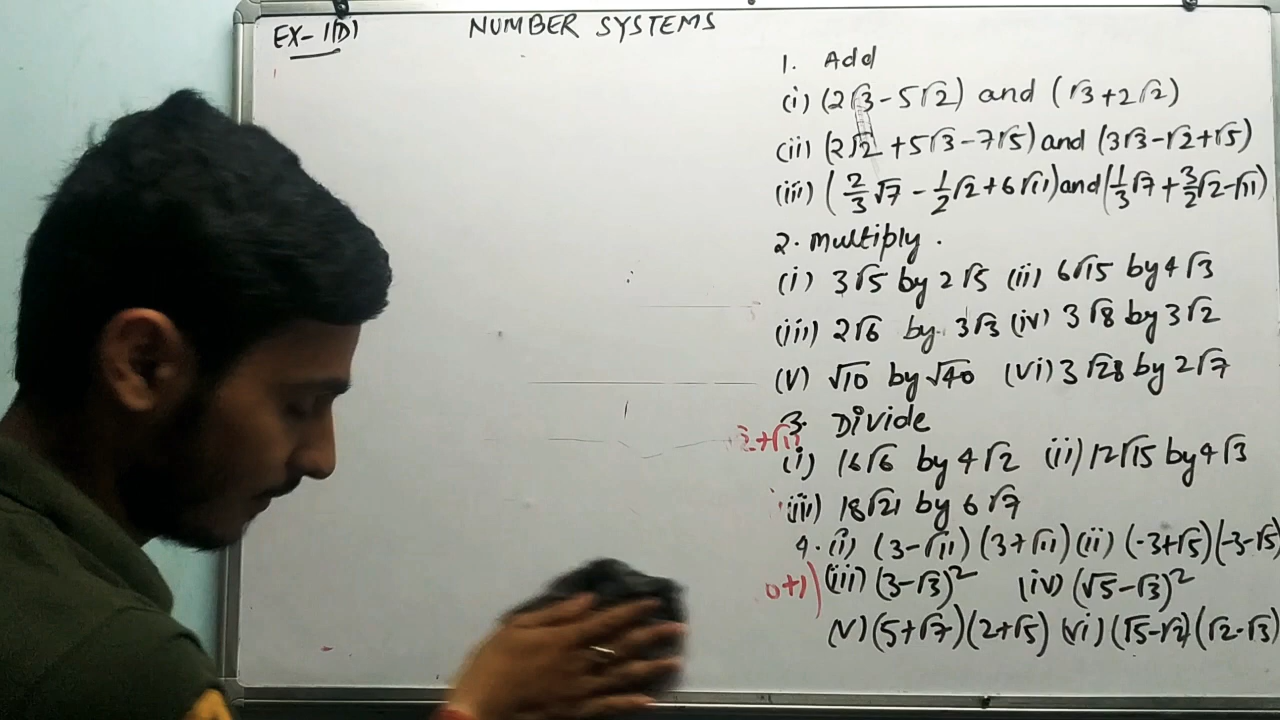 EX-1(D)
NUMBER SYSTEMS
1. Add
(i) (2√3-5√2) and (√3+2√2)
(ii) (2√2+5√3-7√5) and (3√3-√2+√5)
(iii) (2/3√7 - 1/2√2+6√11) and (1/3√7 + 3/2√2-√11)
2. multiply.
(i) 3√5 by 2√5 (ii) 6√15 by 4√3
(iii) 2√6 by 3√3 (iv) 3√8 by 3√2
(V) √10 by √40 (Vi) 3√28 by 2√7
3. Divide
(i) 16√6 by 4√2 (ii) 12√15 by 4√3
(iii) 18√21 by 6√7
4. (i) (3-√11) (3+√11) (ii) (-3+√5)(-3-√5)
(iii) (3-√3)² (iv) (√5-√3)²
(V) (5+√7)(2+√5) (vi) (√5-√2)(√2-√3)